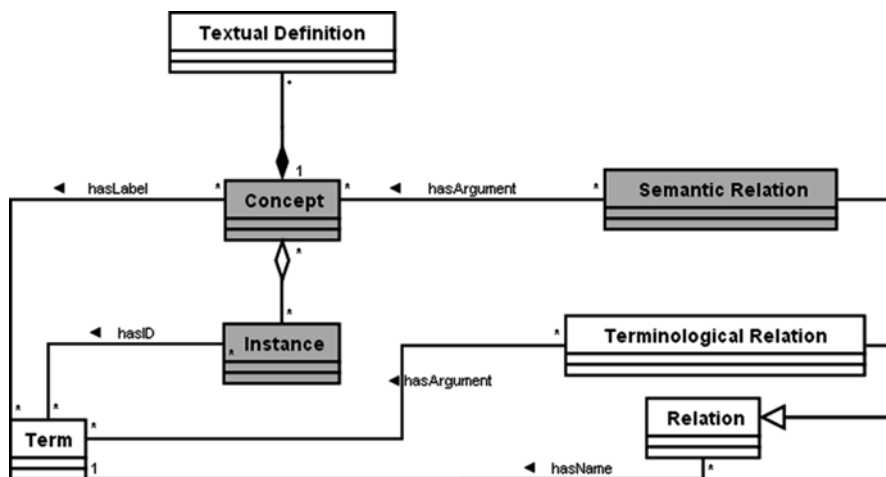 Textual Definition
*
1
◄ hasLabel
*
Concept
*
◄ hasArgument
*
Semantic Relation
*
*
◄ hasID
*
Instance
*
Terminological Relation
◄hasArgument
*
*
*
Term
1
Relation
◄ hasName
*